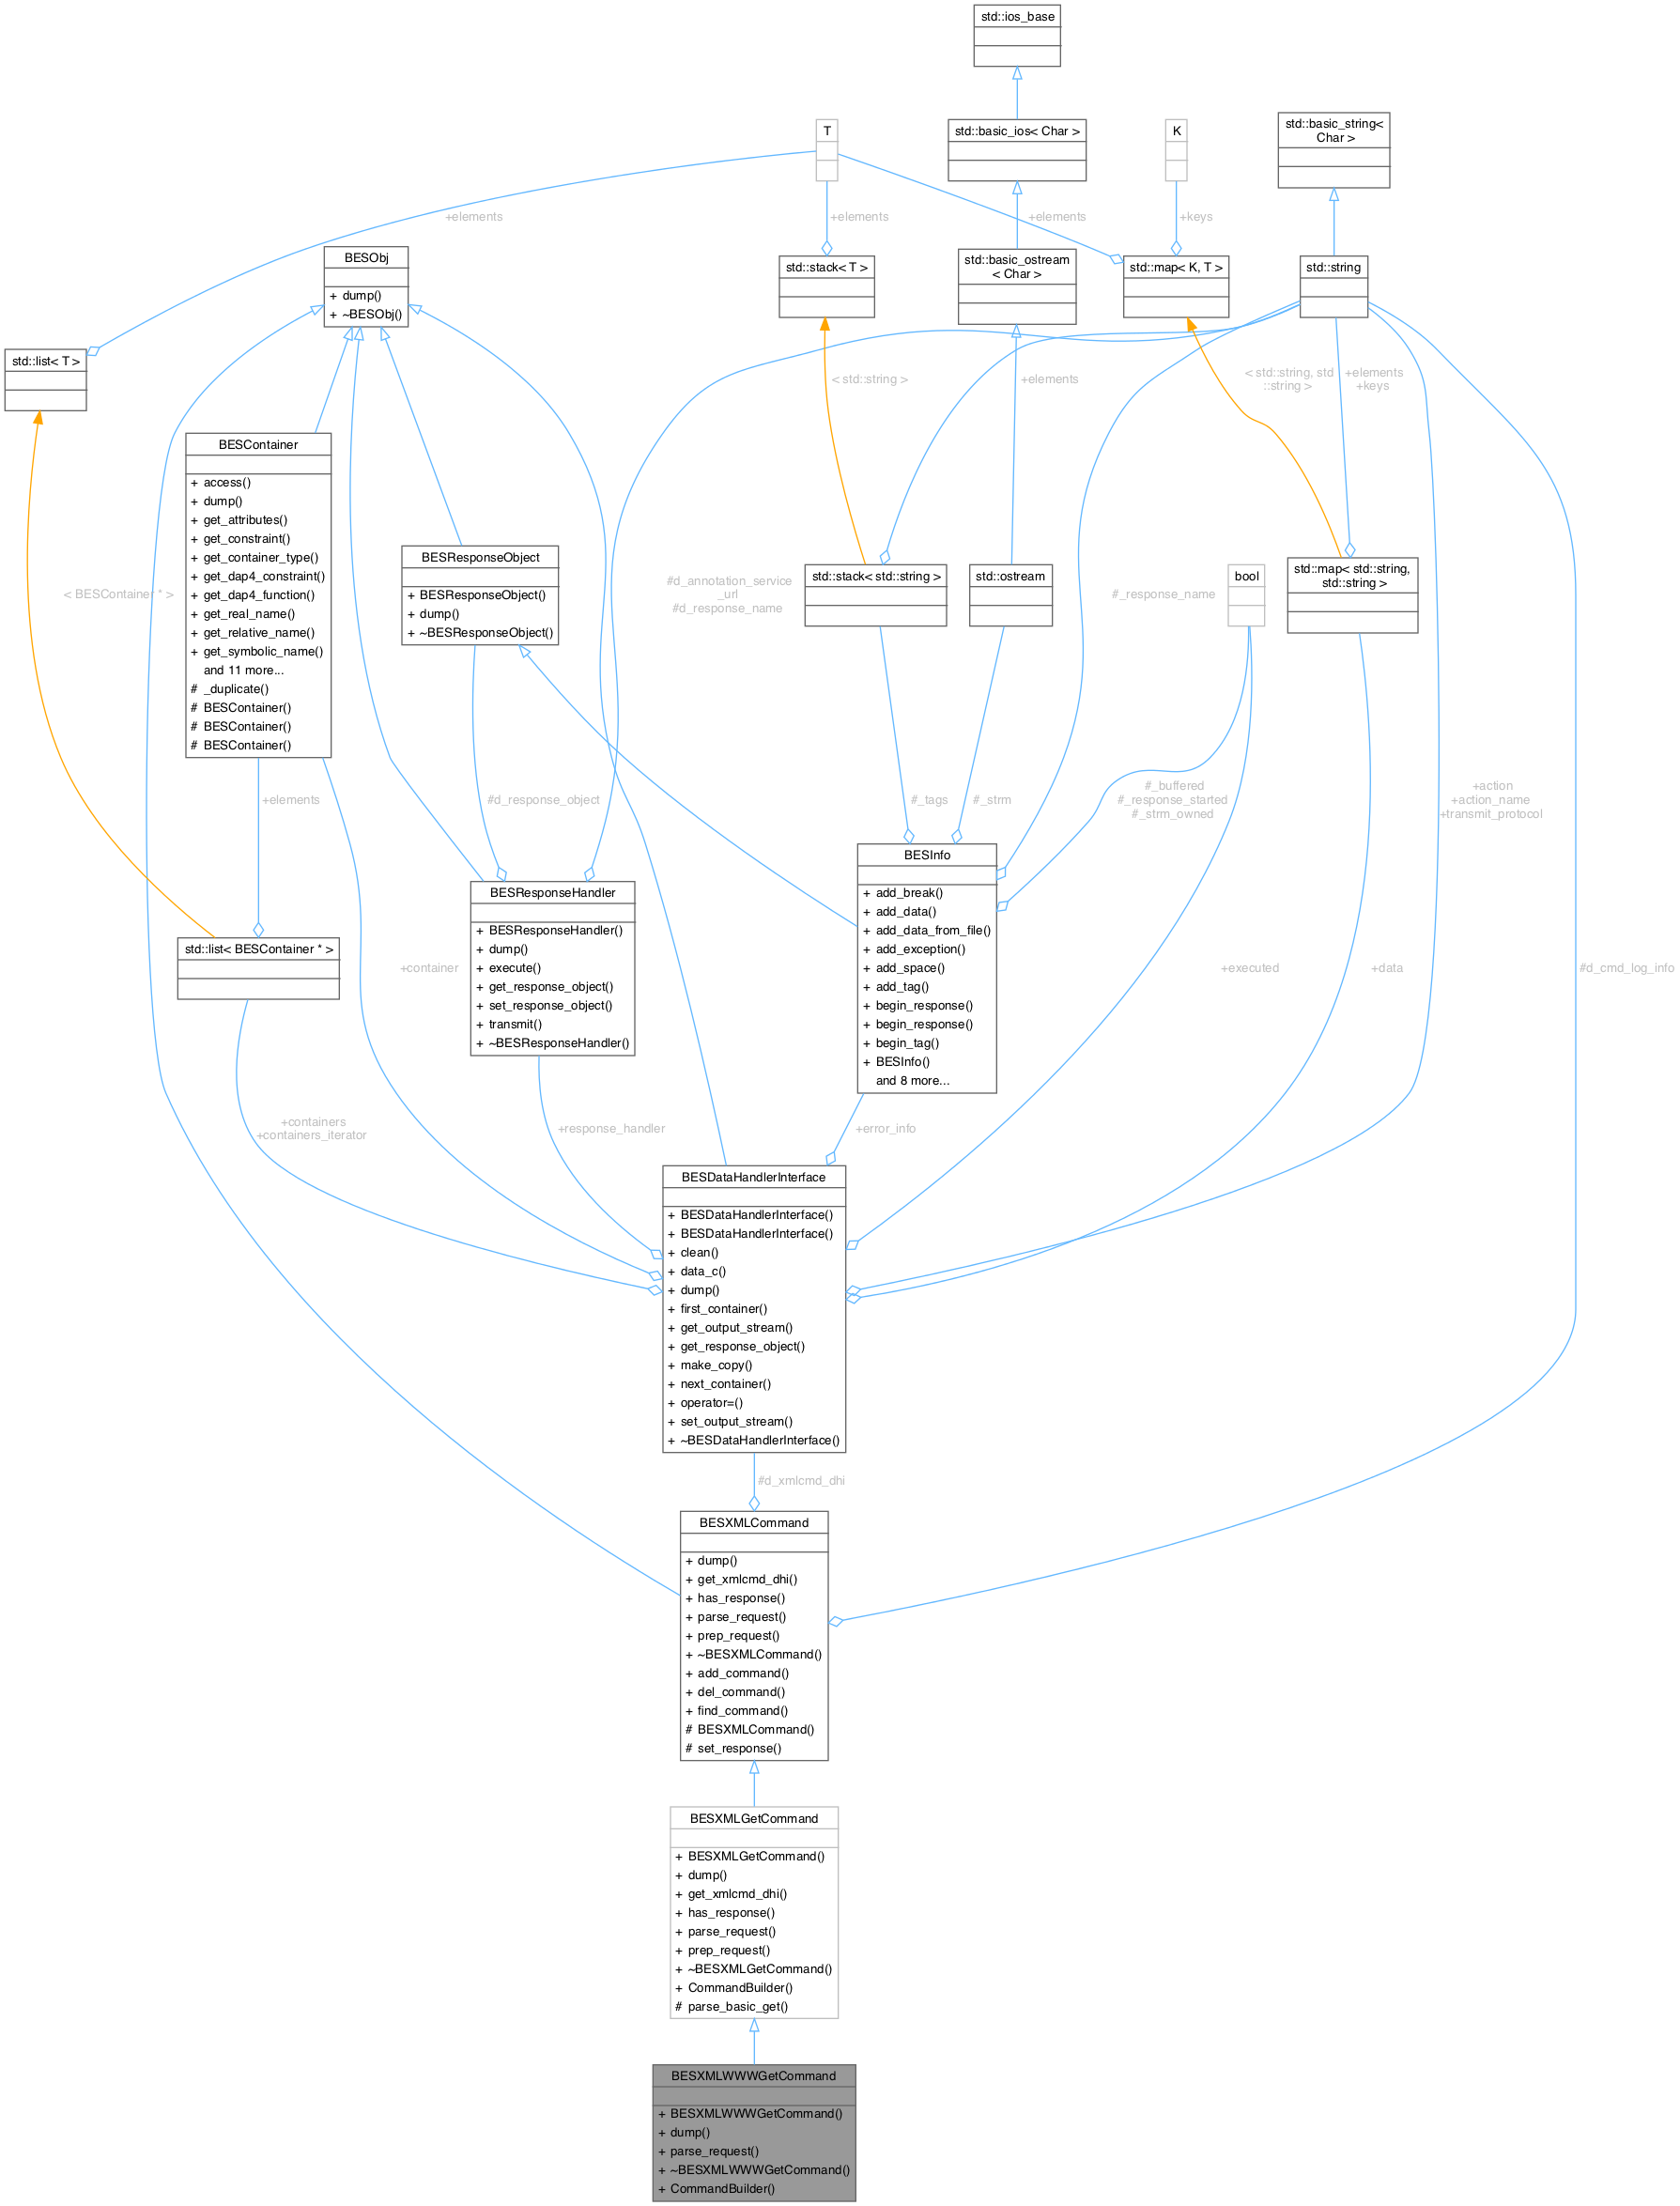 std::ios_base
T
std::basic_ios< Char >
K
std::basic_string<
Char >
+elements
+elements
+elements
+keys
BESObj
+ dump()
+ ~BESObj()
std::stack< T >
std::basic_ostream
< Char >
std::map< K, T >
std::string
std::list< T >
< std::string >
+elements
< std::string, std
::string >
+elements
+keys
BESContainer
+ access()
+ dump()
+ get_attributes()
+ get_constraint()
+ get_container_type()
+ get_dap4_constraint()
+ get_dap4_function()
+ get_real_name()
+ get_relative_name()
+ get_symbolic_name()
and 11 more...
# _duplicate()
# BESContainer()
# BESContainer()
# BESContainer()
< BESContainer * >
BESResponseObject
+ BESResponseObject()
+ dump()
+ ~BESResponseObject()
#d_annotation_service
_url
#d_response_name
std::stack< std::string >
std::ostream
#_response_name
bool
std::map< std::string,
std::string >
+elements
#d_response_object
#_tags
#_strm
#_buffered
#_response_started
#_strm_owned
+action
+action_name
+transmit_protocol
BESInfo
+ add_break()
+ add_data()
+ add_data_from_file()
+ add_exception()
+ add_space()
+ add_tag()
+ begin_response()
+ begin_response()
+ begin_tag()
+ BESInfo()
and 8 more...
BESResponseHandler
+ BESResponseHandler()
+ dump()
+ execute()
+ get_response_object()
+ set_response_object()
+ transmit()
+ ~BESResponseHandler()
std::list< BESContainer * >
+container
+executed
+data
#d_cmd_log_info
+containers
+containers_iterator
+response_handler
+error_info
BESDataHandlerInterface
+ BESDataHandlerInterface()
+ BESDataHandlerInterface()
+ clean()
+ data_c()
+ dump()
+ first_container()
+ get_output_stream()
+ get_response_object()
+ make_copy()
+ next_container()
+ operator=()
+ set_output_stream()
+ ~BESDataHandlerInterface()
#d_xmlcmd_dhi
BESXMLCommand
+ dump()
+ get_xmlcmd_dhi()
+ has_response()
+ parse_request()
+ prep_request()
+ ~BESXMLCommand()
+ add_command()
+ del_command()
+ find_command()
# BESXMLCommand()
# set_response()
BESXMLGetCommand
+ BESXMLGetCommand()
+ dump()
+ get_xmlcmd_dhi()
+ has_response()
+ parse_request()
+ prep_request()
+ ~BESXMLGetCommand()
+ CommandBuilder()
# parse_basic_get()
BESXMLWWWGetCommand
+ BESXMLWWWGetCommand()
+ dump()
+ parse_request()
+ ~BESXMLWWWGetCommand()
+ CommandBuilder()